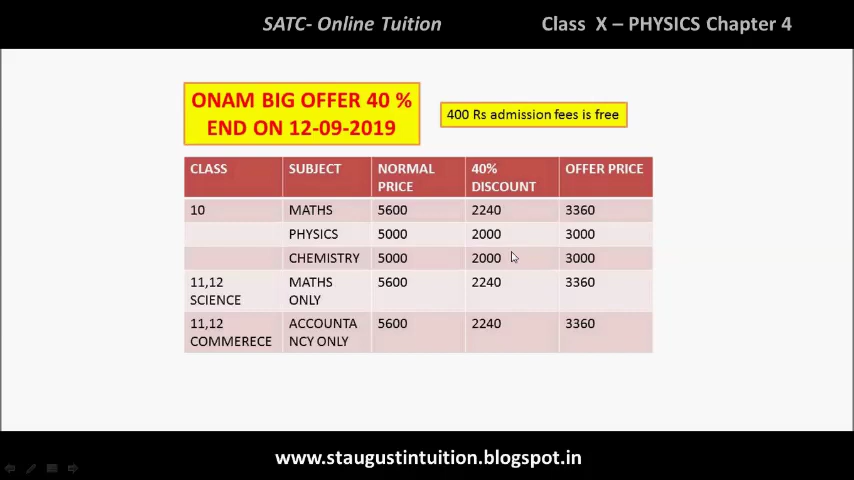 SATC- Online Tuition
Class X – PHYSICS Chapter 4
ONAM BIG OFFER 40 %
END ON 12-09-2019
400 Rs admission fees is free
CLASS SUBJECT NORMAL PRICE 40% DISCOUNT OFFER PRICE
10 MATHS 5600 2240 3360
PHYSICS 5000 2000 3000
CHEMISTRY 5000 2000 3000
11,12 MATHS 5600 2240 3360
SCIENCE ONLY
11,12 ACCOUNTA 5600 2240 3360
COMMERECE NCY ONLY
www.staugustintuition.blogspot.in